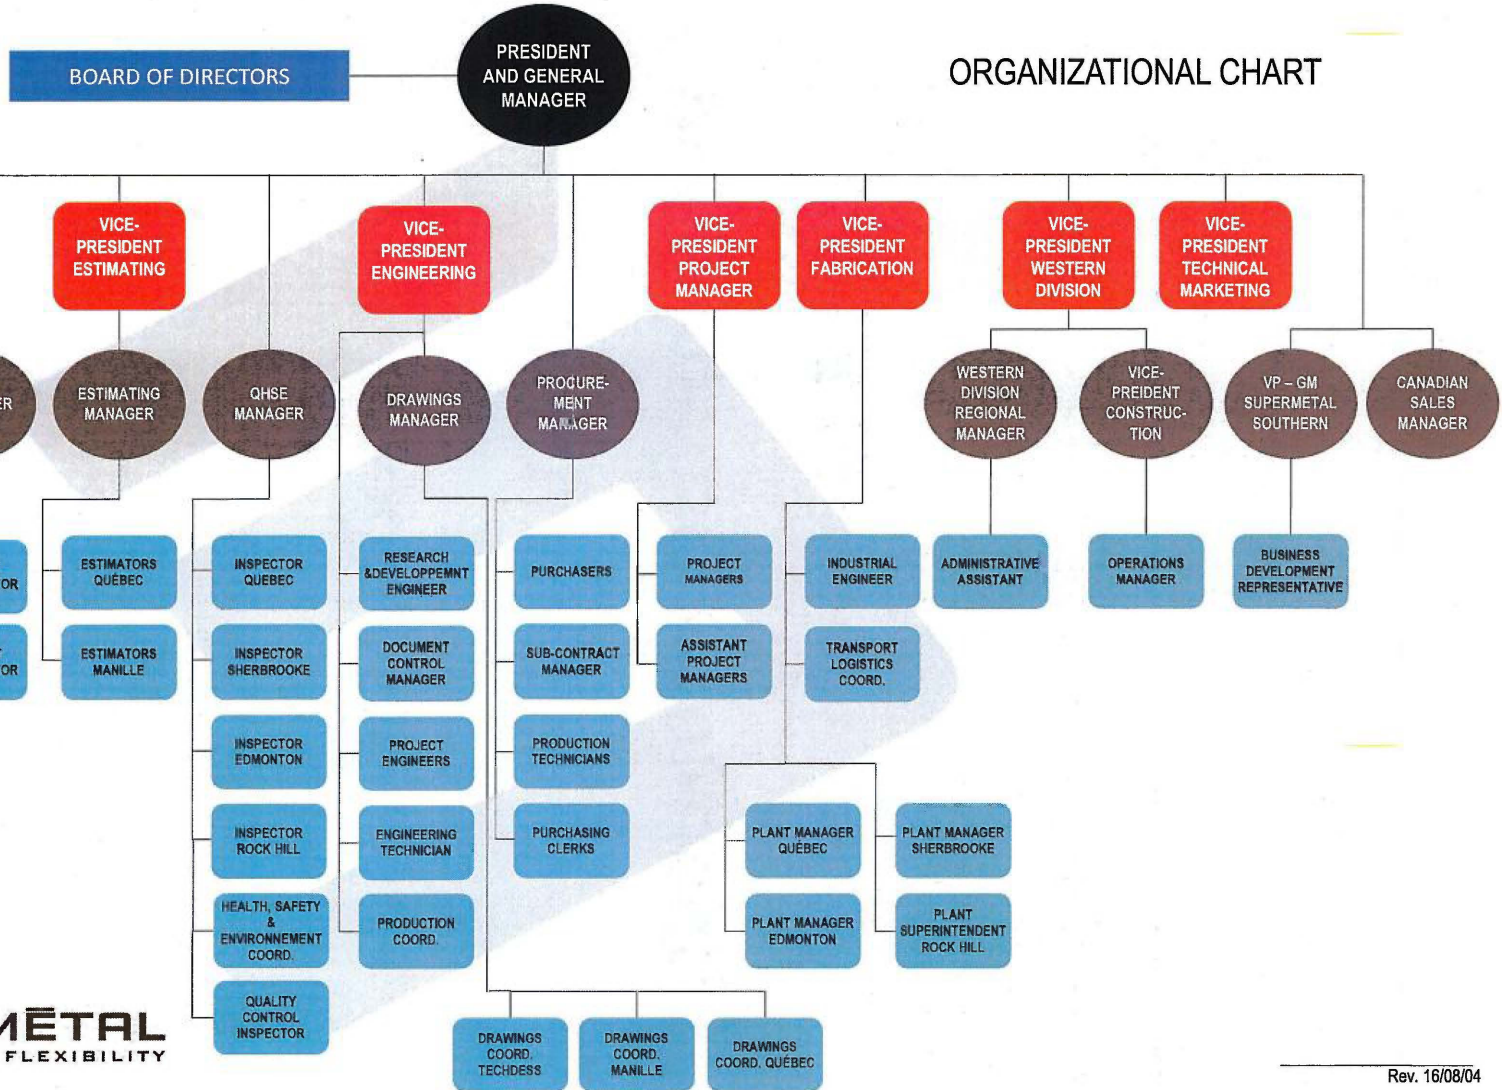 BOARD OF DIRECTORS
PRESIDENT
AND GENERAL
MANAGER
ORGANIZATIONAL CHART
VICE-
PRESIDENT
ESTIMATING
VICE-
PRESIDENT
ENGINEERING
VICE-
PRESIDENT
PROJECT
MANAGER
VICE-
PRESIDENT
FABRICATION
VICE-
PRESIDENT
WESTERN
DIVISION
VICE-
PRESIDENT
TECHNICAL
MARKETING
ER
ESTIMATING
MANAGER
QHSE
MANAGER
DRAWINGS
MANAGER
PROCURE-
MENT
MANAGER
WESTERN
DIVISION
REGIONAL
MANAGER
VICE-
PREIDENT
CONSTRUC-
TION
VP – GM
SUPERMETAL
SOUTHERN
CANADIAN
SALES
MANAGER
OR
ESTIMATORS
QUÉBEC
INSPECTOR
QUEBEC
RESEARCH
&DEVELOPPEMNT
ENGINEER
PURCHASERS
PROJECT
MANAGERS
INDUSTRIAL
ENGINEER
ADMINISTRATIVE
ASSISTANT
OPERATIONS
MANAGER
BUSINESS
DEVELOPMENT
REPRESENTATIVE
OR
ESTIMATORS
MANILLE
INSPECTOR
SHERBROOKE
DOCUMENT
CONTROL
MANAGER
SUB-CONTRACT
MANAGER
ASSISTANT
PROJECT
MANAGERS
TRANSPORT
LOGISTICS
COORD.
INSPECTOR
EDMONTON
PROJECT
ENGINEERS
PRODUCTION
TECHNICIANS
INSPECTOR
ROCK HILL
ENGINEERING
TECHNICIAN
PURCHASING
CLERKS
PLANT MANAGER
QUÉBEC
PLANT MANAGER
SHERBROOKE
HEALTH, SAFETY
&
ENVIRONNEMENT
COORD.
PRODUCTION
COORD.
PLANT MANAGER
EDMONTON
PLANT
SUPERINTENDENT
ROCK HILL
QUALITY
CONTROL
INSPECTOR
DRAWINGS
COORD.
TECHDESS
DRAWINGS
COORD.
MANILLE
DRAWINGS
COORD. QUÉBEC
MĒTAL
FLEXIBILITY
Rev. 16/08/04